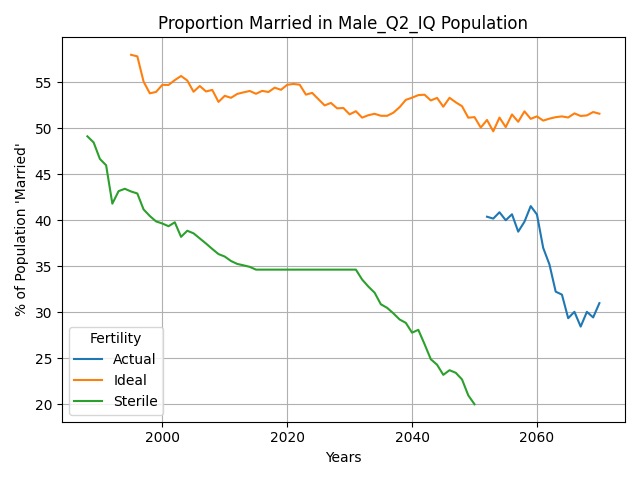 Proportion Married in Male_Q2_IQ Population
% of Population 'Married'
55
50
45
40
35
30
25
20
Fertility
Actual
Ideal
Sterile
2000 2020 2040 2060
Years